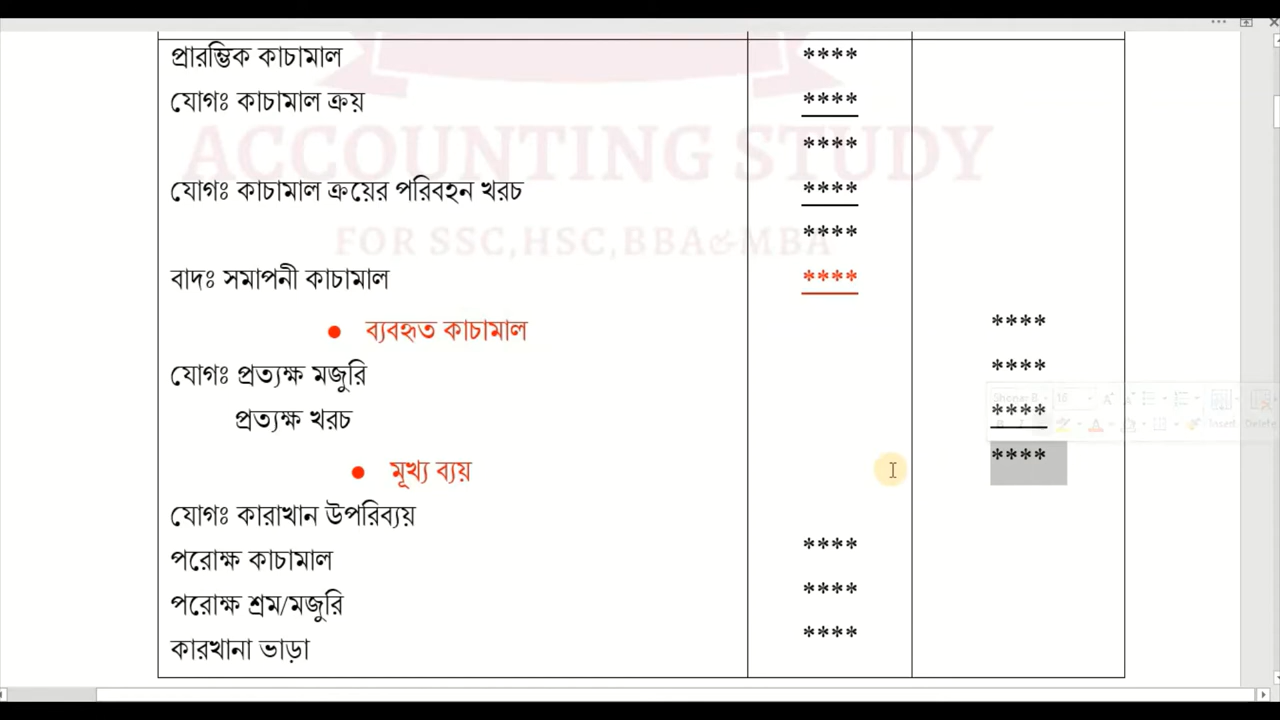 প্রারম্ভিক কাচামাল ****
যোগঃ কাচামাল ক্রয় ****
ACCOUNTING STUDY ****
যোগঃ কাচামাল ক্রয়ের পরিবহন খরচ ****
FOR SSC,HSC,BBA&MBA ****
বাদঃ সমাপনী কাচামাল ****
• ব্যবহৃত কাচামাল ****
যোগঃ প্রত্যক্ষ মজুরি ****
প্রত্যক্ষ খরচ ****
• মূখ্য ব্যয় ****
যোগঃ কারাখান উপরিব্যয়
পরোক্ষ কাচামাল ****
পরোক্ষ শ্রম/মজুরি ****
কারখানা ভাড়া ****